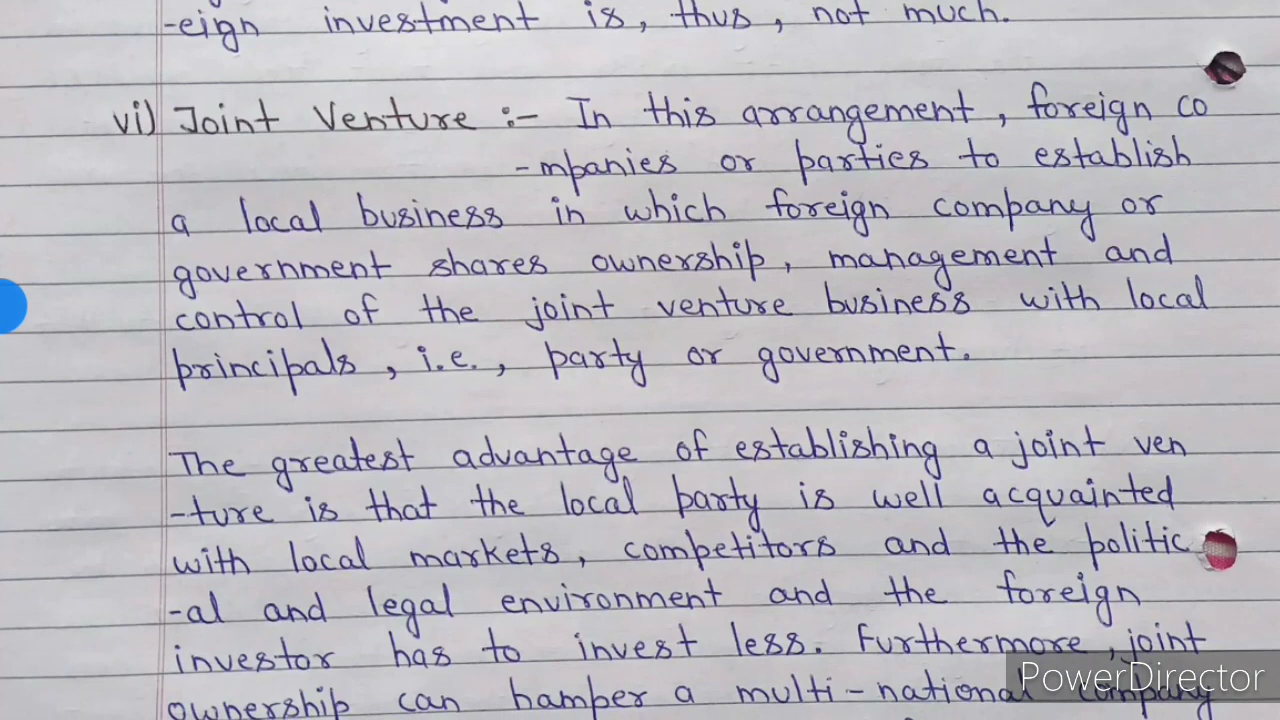 -eign investment is, thus, not much.
vi) Joint Venture :- In this arrangement, foreign co
-mpanies or parties to establish
a local business in which foreign company or
government shares ownership, management and
control of the joint venture business with local
principals, i.e., party or government.
The greatest advantage of establishing a joint ven
-ture is that the local party is well acquainted
with local markets, competitors and the politic
-al and legal environment and the foreign
investor has to invest less. Furthermore, joint
ownership can hamper a multi-national company
PowerDirector